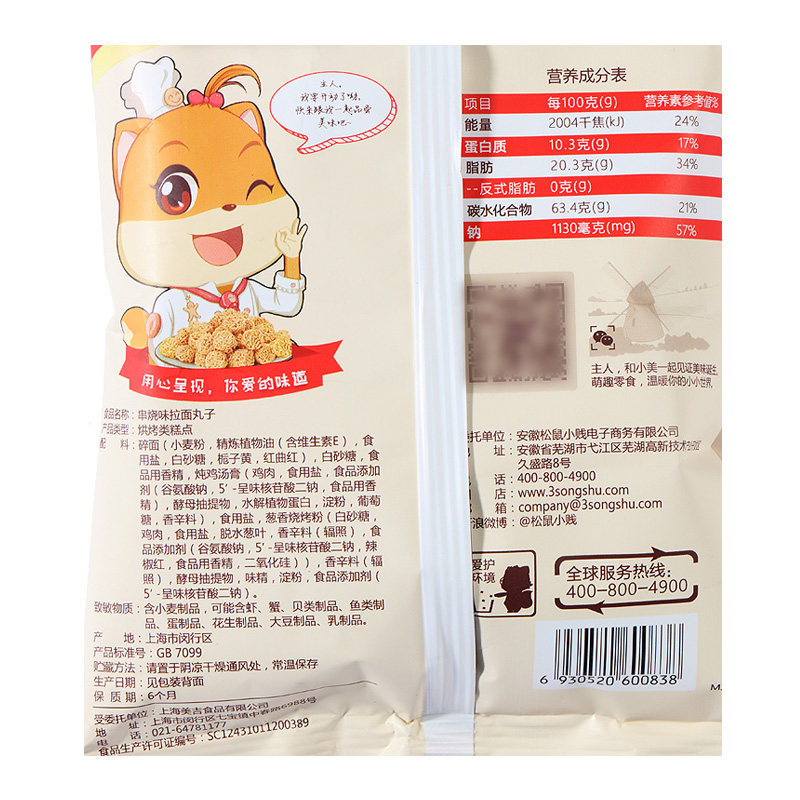 主人,
我要开动了哦,
快来跟我一起品尝
美味吧
用心呈现，你爱的味道
品名称：串烧味拉面丸子
产品类型：烘烤类糕点
配　　料：碎面（小麦粉，精炼植物油（含维生素E），食
用盐，白砂糖，栀子黄，红曲红），白砂糖，食
品用香精，炖鸡汤膏（鸡肉，食用盐，食品添加
剂（谷氨酸钠，5'-呈味核苷酸二钠，食品用香
精），酵母抽提物，水解植物蛋白，淀粉，葡萄
糖，香辛料），食用盐，葱香烧烤粉（白砂糖，
鸡肉，食用盐，脱水葱叶，香辛料（辐照），食
品添加剂（谷氨酸钠，5'-呈味核苷酸二钠，辣
椒红，食品用香精，二氧化硅）），香辛料（辐
照），酵母抽提物，味精，淀粉，食品添加剂（
5'-呈味核苷酸二钠）。
致敏物质：含小麦制品，可能含虾、蟹、贝类制品、鱼类制
品、蛋制品、花生制品、大豆制品、乳制品。
产　　地：上海市闵行区
产品标准号：GB 7099
贮藏方法：请置于阴凉干燥通风处，常温保存
生产日期：见包装背面
保 质 期：6个月
受委托单位：上海美吉食品有限公司
地　　址：上海市闵行区七宝镇中春路6988号
电　　话：021-64781177
食品生产许可证编号：SC12431011200389
营养成分表
项目 每100克(g) 营养素参考值%
能量 2004千焦(kJ) 24%
蛋白质 10.3克(g) 17%
脂肪 20.3克(g) 34%
--反式脂肪 0克(g)
碳水化合物 63.4克(g) 21%
钠 1130毫克(mg) 57%
主人，和小美一起见证美味诞生，
萌趣零食，温暖你的小小世界。
委托单位：安徽松鼠小贱电子商务有限公司
址：安徽省芜湖市弋江区芜湖高新技术
久盛路8号
话：400-800-4900
址：www.3songshu.com
箱：company@3songshu.com
浪微博：@松鼠小贱
爱护
环境
全球服务热线：
400-800-4900
6 930520 600838